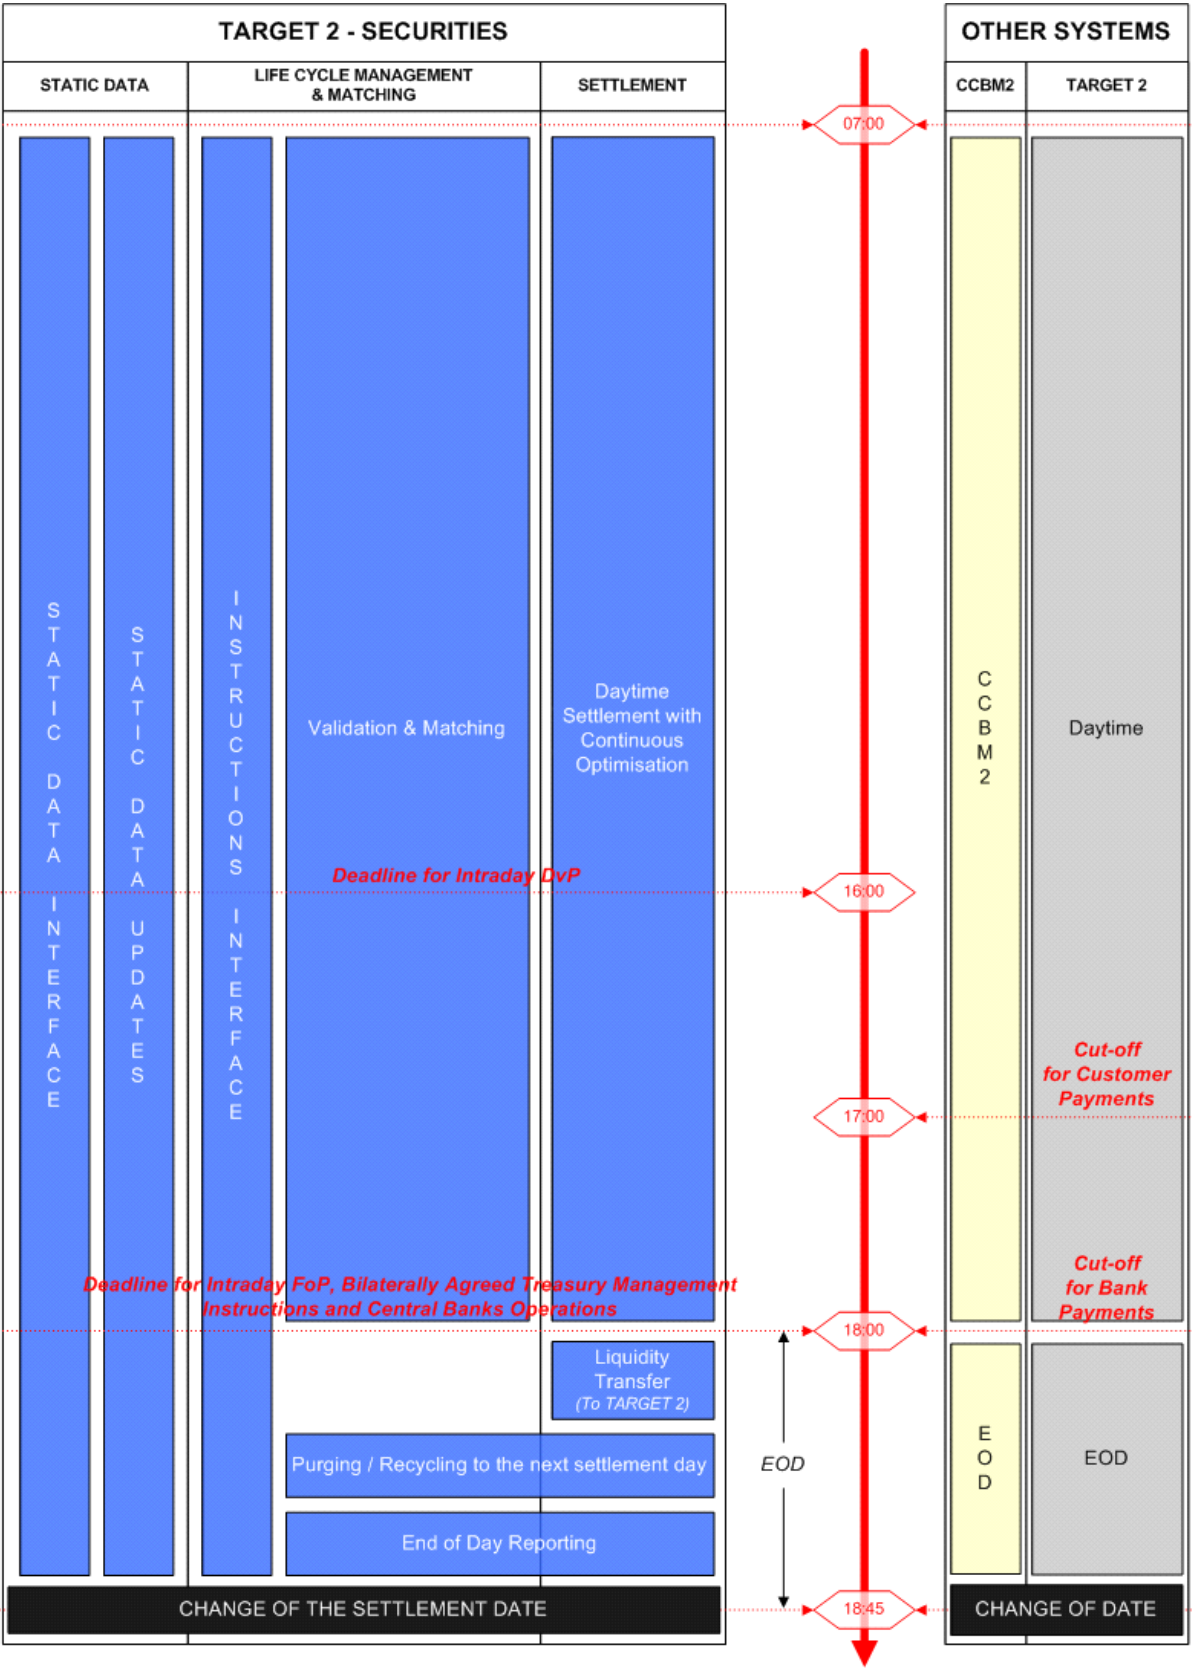 TARGET 2 - SECURITIES
OTHER SYSTEMS
STATIC DATA
LIFE CYCLE MANAGEMENT
& MATCHING
SETTLEMENT
CCBM2
TARGET 2
07:00
STATIC DATA INTERFACE
STATIC DATA UPDATES
INSTRUCTIONS INTERFACE
Validation & Matching
Daytime
Settlement with
Continuous
Optimisation
CCBM2
Daytime
Deadline for Intraday DvP
16:00
Cut-off
for Customer
Payments
17:00
Deadline for Intraday FoP, Bilaterally Agreed Treasury Management
Instructions and Central Banks Operations
Cut-off
for Bank
Payments
18:00
Liquidity
Transfer
(To TARGET 2)
Purging / Recycling to the next settlement day
EOD
EOD
EOD
End of Day Reporting
CHANGE OF THE SETTLEMENT DATE
18:45
CHANGE OF DATE